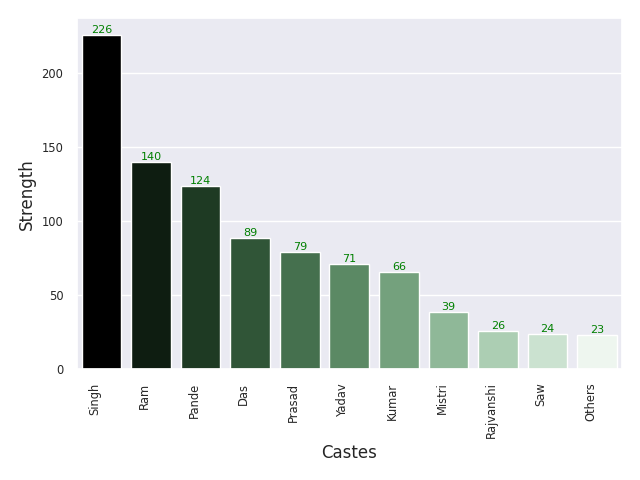 226
140
124
89
79
71
66
39
26
24
23
200
150
100
50
0
Strength
Singh
Ram
Pande
Das
Prasad
Yadav
Kumar
Mistri
Rajvanshi
Saw
Others
Castes